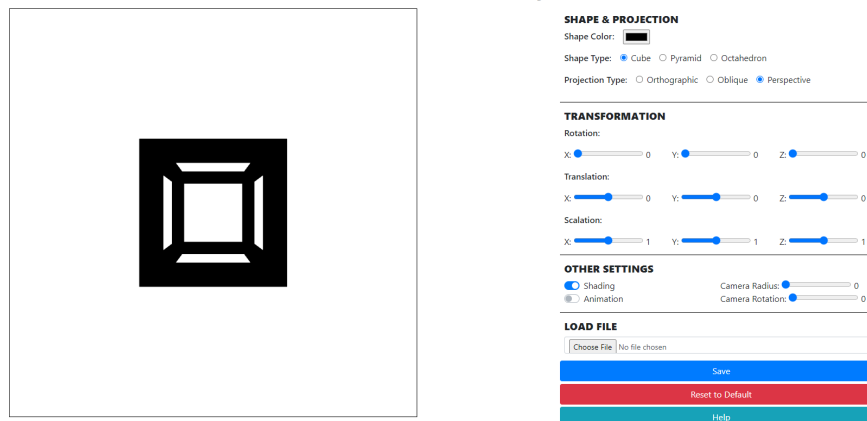 SHAPE & PROJECTION
Shape Color:
Shape Type: Cube Pyramid Octahedron
Projection Type: Orthographic Oblique Perspective
TRANSFORMATION
Rotation:
X: 0 Y: 0 Z: 0
Translation:
X: 0 Y: 0 Z: 0
Scalation:
X: 1 Y: 1 Z: 1
OTHER SETTINGS
Shading Camera Radius: 0
Animation Camera Rotation: 0
LOAD FILE
Choose File No file chosen
Save
Reset to Default
Help